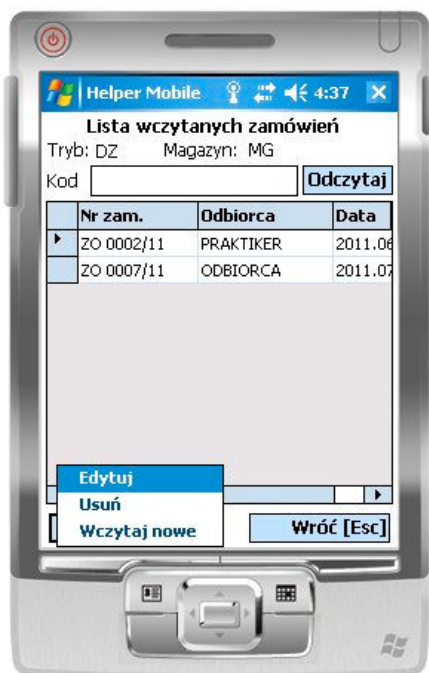 Helper Mobile 4:37
Lista wczytanych zamówień
Tryb: DZ Magazyn: MG
Kod Odczytaj
Nr zam. Odbiorca Data
ZO 0002/11 PRAKTIKER 2011.06
ZO 0007/11 ODBIORCA 2011.07
Edytuj
Usuń
Wczytaj nowe
Wróć [Esc]